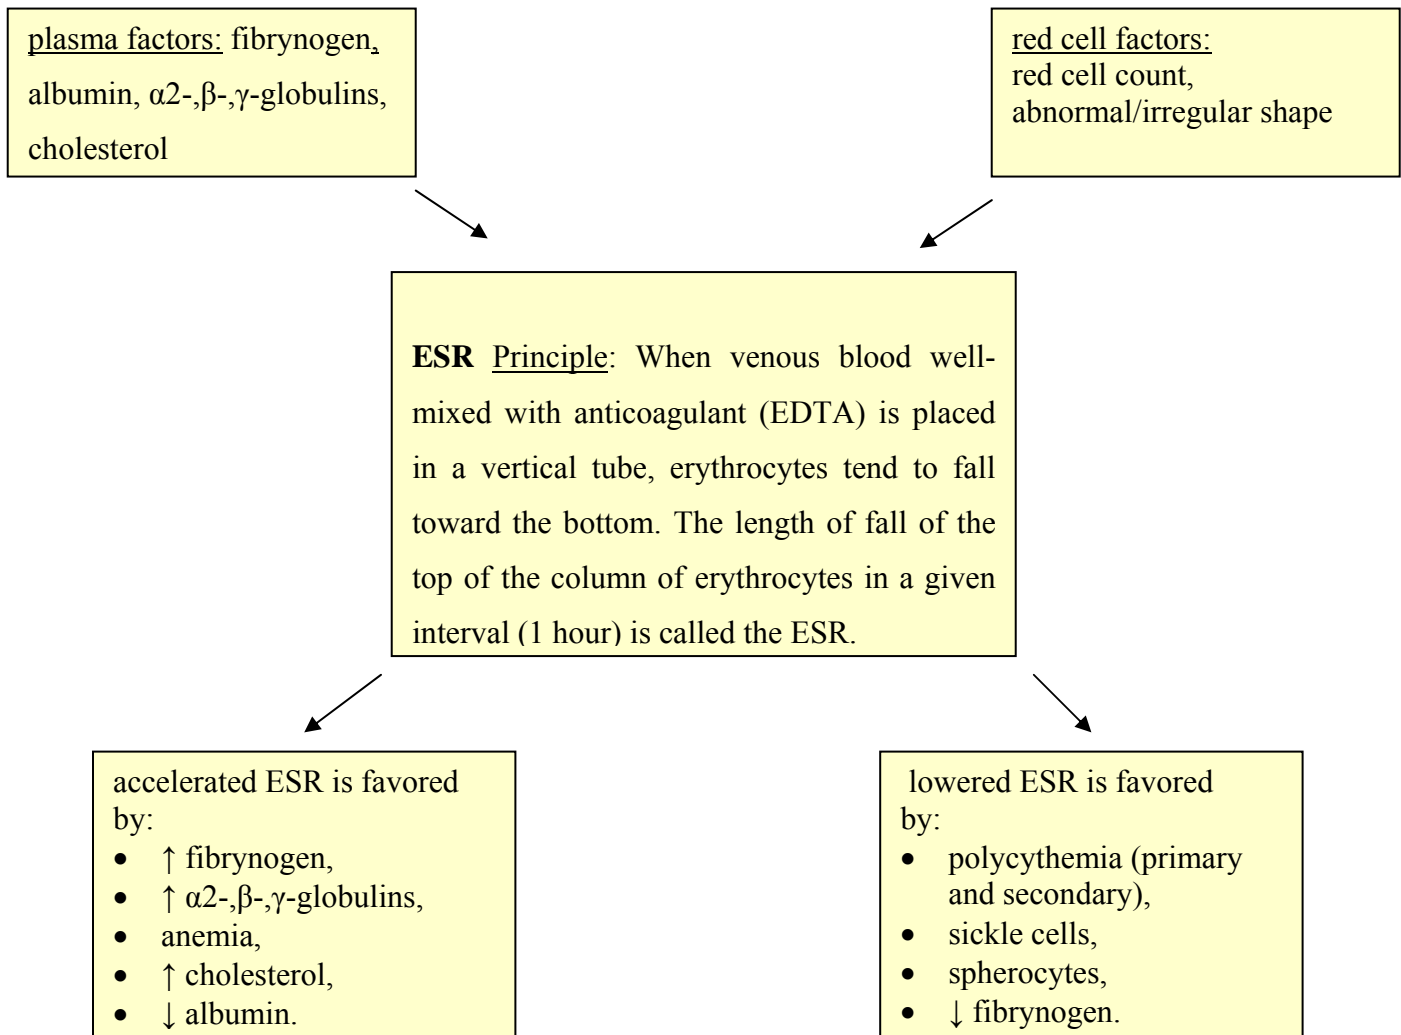 plasma factors: fibrynogen,
albumin, α2-,β-,γ-globulins,
cholesterol
red cell factors:
red cell count,
abnormal/irregular shape
ESR Principle: When venous blood well-
mixed with anticoagulant (EDTA) is placed
in a vertical tube, erythrocytes tend to fall
toward the bottom. The length of fall of the
top of the column of erythrocytes in a given
interval (1 hour) is called the ESR.
accelerated ESR is favored
by:
• ↑ fibrynogen,
• ↑ α2-,β-,γ-globulins,
• anemia,
• ↑ cholesterol,
• ↓ albumin.
lowered ESR is favored
by:
• polycythemia (primary
and secondary),
• sickle cells,
• spherocytes,
• ↓ fibrynogen.